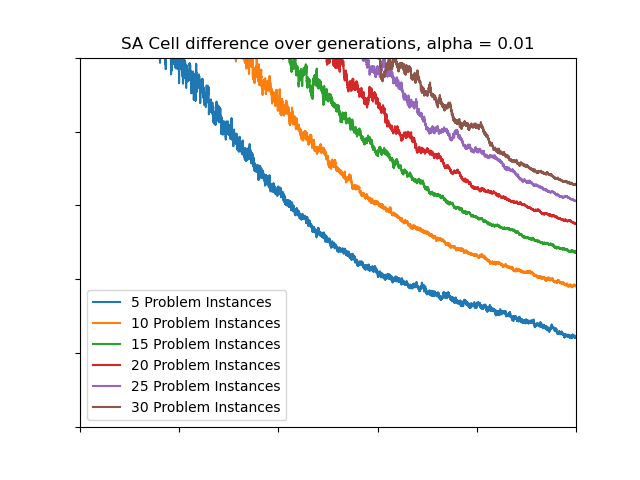 SA Cell difference over generations, alpha = 0.01
5 Problem Instances
10 Problem Instances
15 Problem Instances
20 Problem Instances
25 Problem Instances
30 Problem Instances